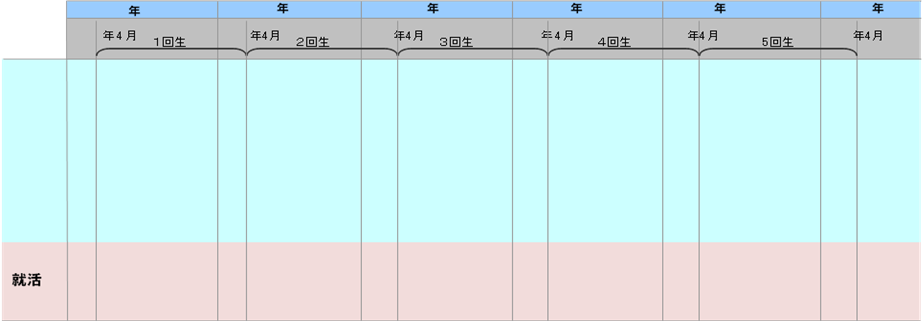 年 年 年 年 年 年
年４月 年4月 年4月 年４月 年4月 年4月
１回生 ２回生 ３回生 ４回生 5回生
就活